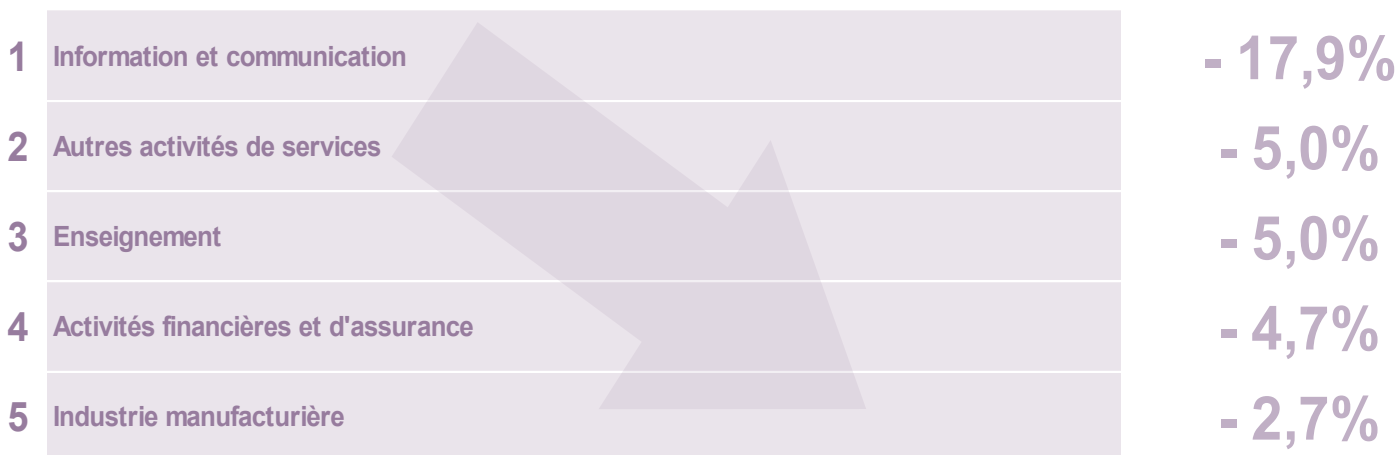 1 Information et communication - 17,9%
2 Autres activités de services - 5,0%
3 Enseignement - 5,0%
4 Activités financières et d'assurance - 4,7%
5 Industrie manufacturière - 2,7%